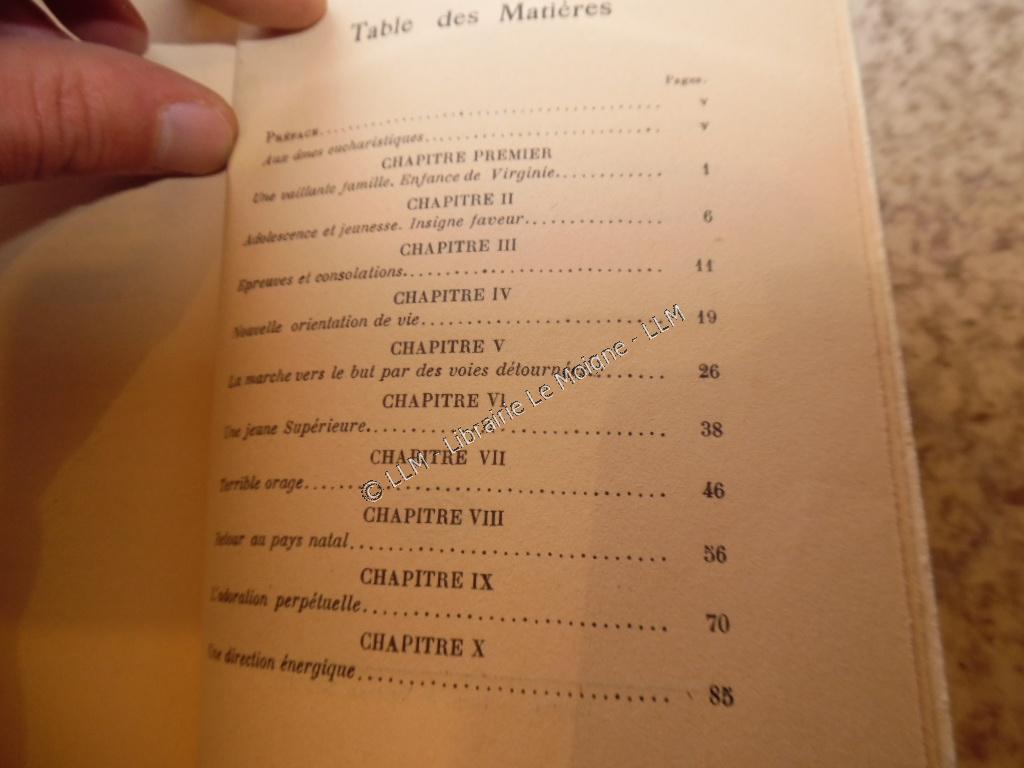 Table des Matières
Pages.
PRÉFACE........................ v
Aux âmes eucharistiques........................ v
CHAPITRE PREMIER
Une vaillante famille. Enfance de Virginie............ 1
CHAPITRE II
Adolescence et jeunesse. Insigne faveur............... 6
CHAPITRE III
Epreuves et consolations........................ 11
CHAPITRE IV
Nouvelle orientation de vie........................ 19
CHAPITRE V
La marche vers le but par des voies détournées....... 26
CHAPITRE VI
Une jeune Supérieure........................ 38
CHAPITRE VII
Terrible orage........................ 46
CHAPITRE VIII
Retour au pays natal........................ 56
CHAPITRE IX
L'adoration perpétuelle........................ 70
CHAPITRE X
Une direction énergique........................ 85
© LLM - Librairie Le Moigne - LLM